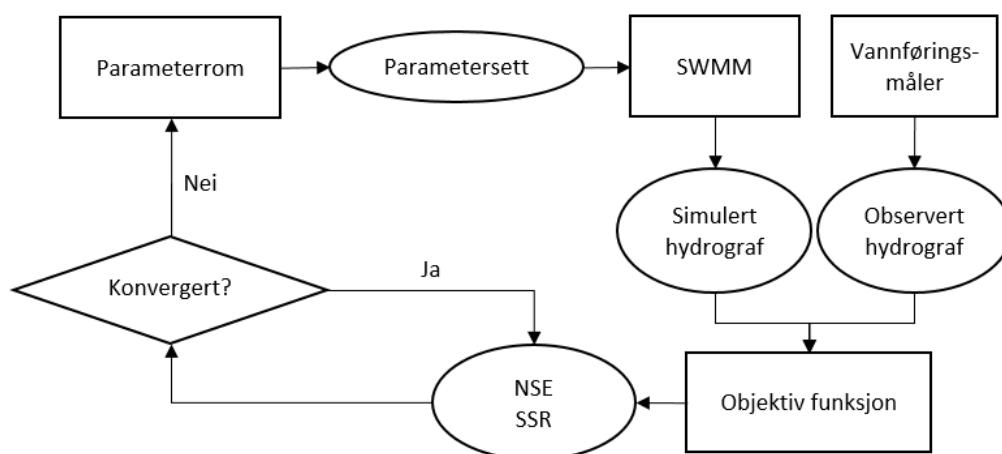 Parameterrom
Parametersett
SWMM
Vannførings-
måler
Nei
Simulert
hydrograf
Observert
hydrograf
Konvergert?
Ja
NSE
SSR
Objektiv funksjon